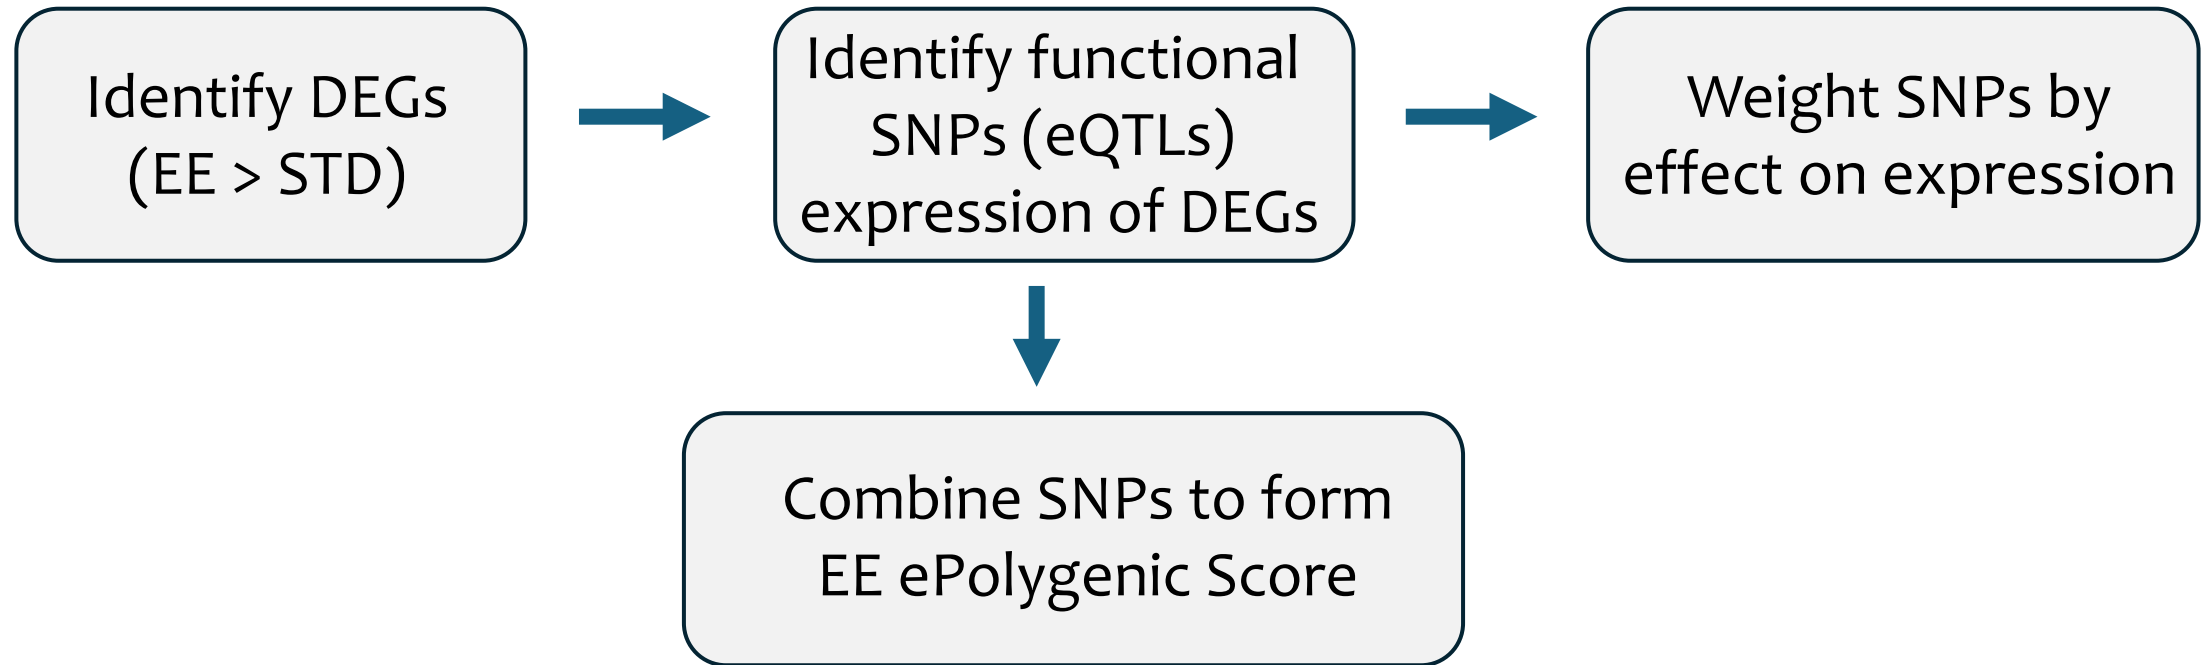 Identify DEGs
(EE > STD)
Identify functional
SNPs (eQTLs)
expression of DEGs
Weight SNPs by
effect on expression
Combine SNPs to form
EE ePolygenic Score